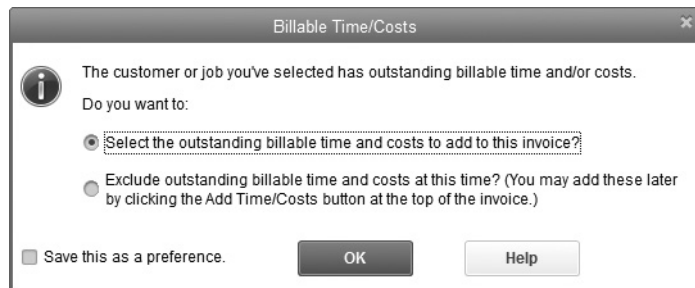 Billable Time/Costs
The customer or job you've selected has outstanding billable time and/or costs.
Do you want to:
Select the outstanding billable time and costs to add to this invoice?
Exclude outstanding billable time and costs at this time? (You may add these later
by clicking the Add Time/Costs button at the top of the invoice.)
Save this as a preference.
OK
Help